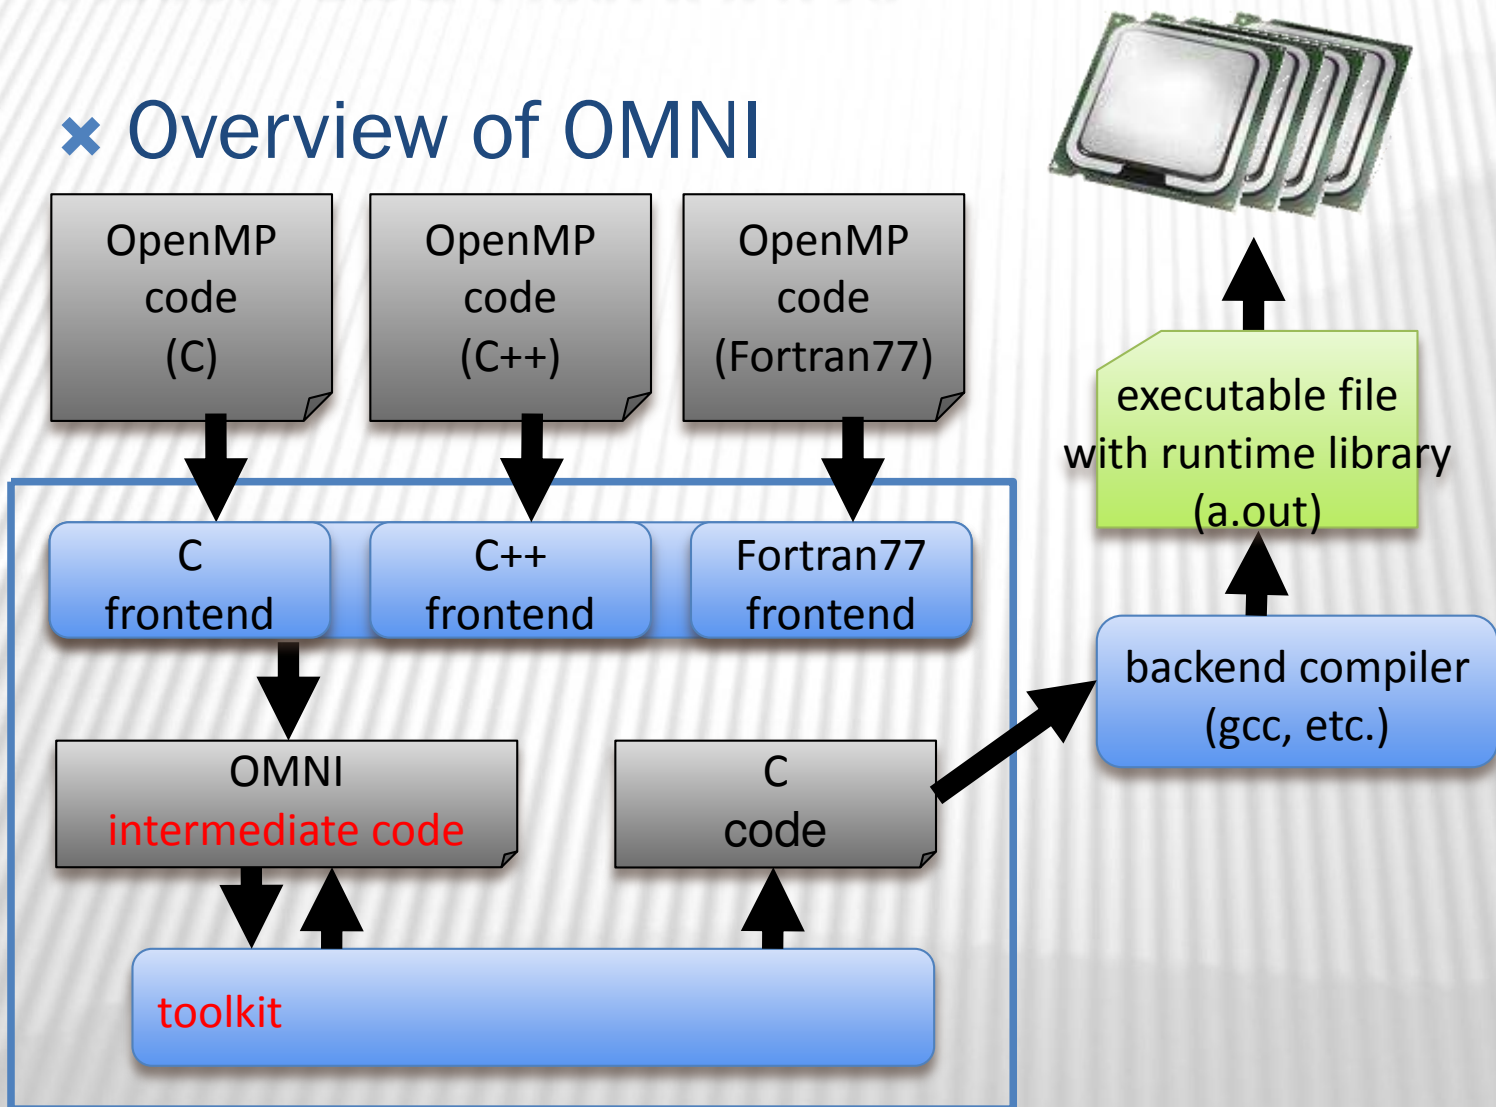 Overview of OMNI
OpenMP
code
(C)
OpenMP
code
(C++)
OpenMP
code
(Fortran77)
C
frontend
C++
frontend
Fortran77
frontend
OMNI
intermediate code
C
code
toolkit
backend compiler
(gcc, etc.)
executable file
with runtime library
(a.out)